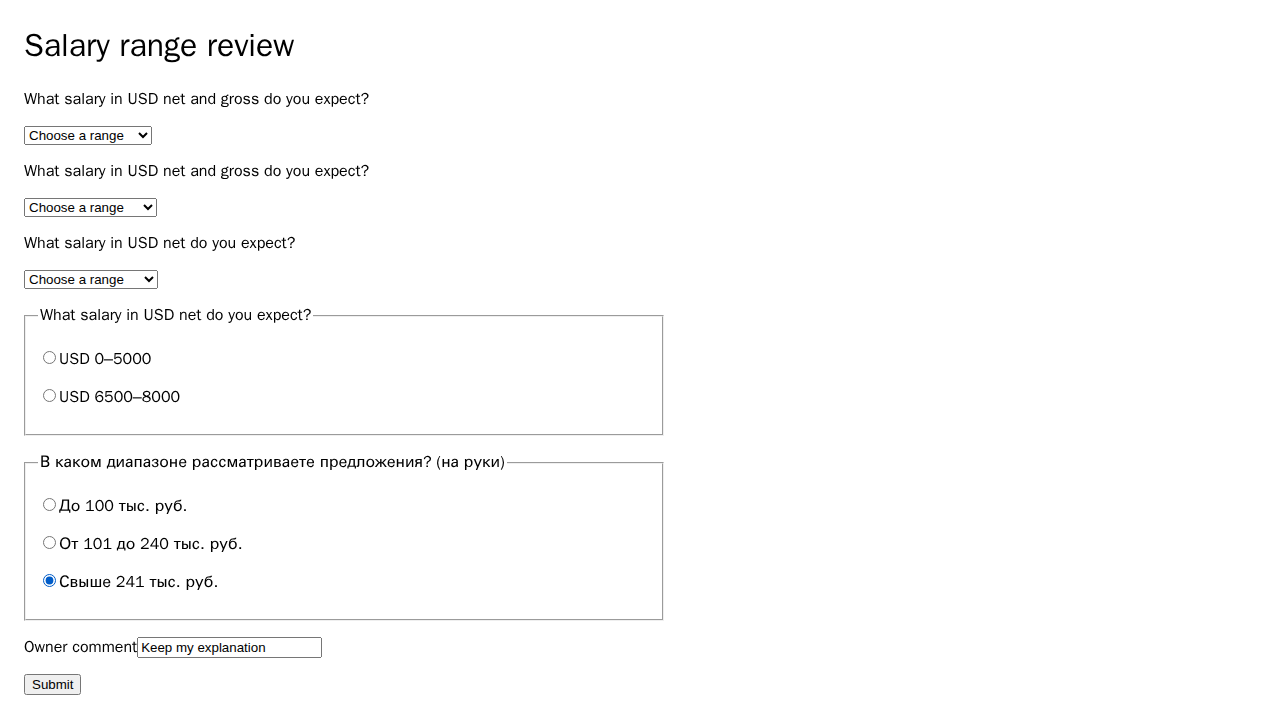 Salary range review
What salary in USD net and gross do you expect?
Choose a range
What salary in USD net and gross do you expect?
Choose a range
What salary in USD net do you expect?
Choose a range
What salary in USD net do you expect?
USD 0–5000
USD 6500–8000
В каком диапазоне рассматриваете предложения? (на руки)
До 100 тыс. руб.
От 101 до 240 тыс. руб.
Свыше 241 тыс. руб.
Owner comment Keep my explanation
Submit